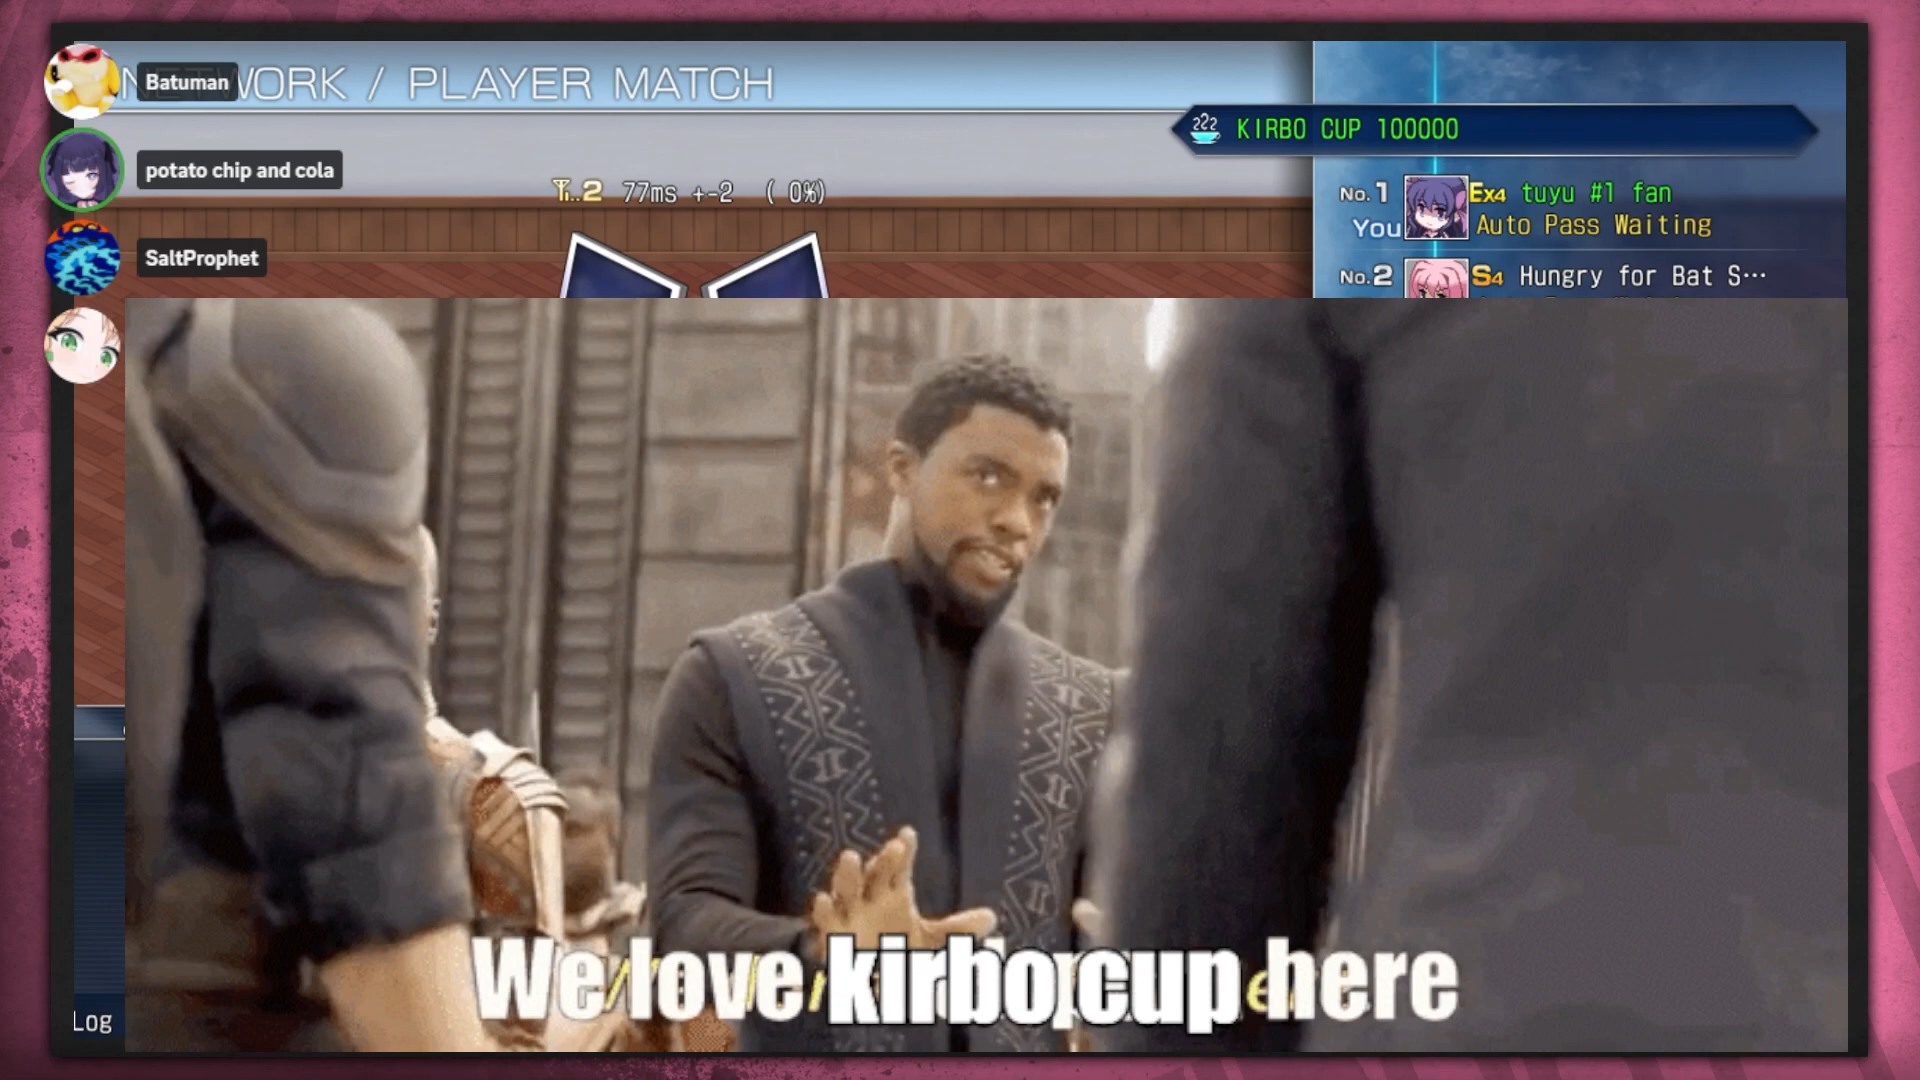 NETWORK / PLAYER MATCH
Batuman
KIRBO CUP 100000
potato chip and cola
2 77ms +-2 ( 0%)
No.1 Ex4 tuyu #1 fan
You Auto Pass Waiting
SaltProphet
No.2 S4 Hungry for Bat S…
We love kirbo cup here
Log